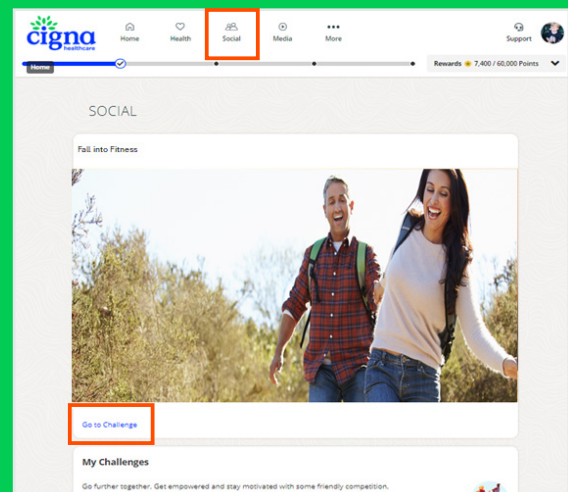 cigna
healthcare
Home
Health
Social
Media
More
Support
Home
Rewards 7,400 / 60,000 Points
SOCIAL
Fall into Fitness
Go to Challenge
My Challenges
Go further together. Get empowered and stay motivated with some friendly competition.